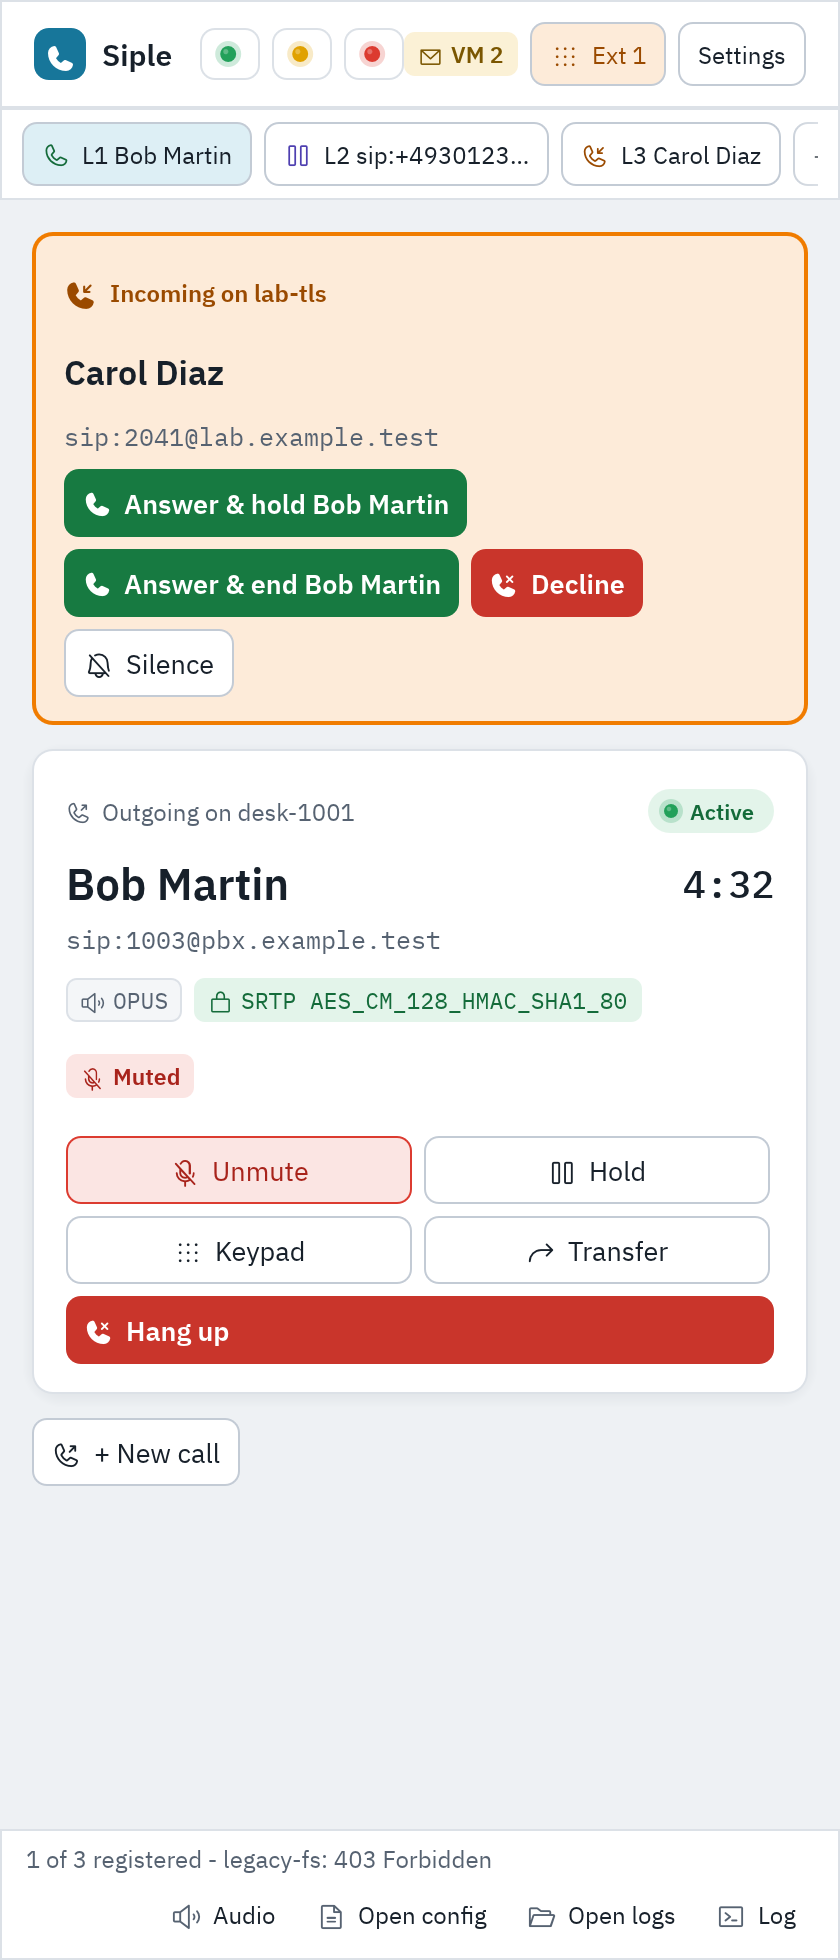 Siple VM 2 Ext 1 Settings
L1 Bob Martin L2 sip:+4930123... L3 Carol Diaz
Incoming on lab-tls
Carol Diaz
sip:2041@lab.example.test
Answer & hold Bob Martin
Answer & end Bob Martin Decline
Silence
Outgoing on desk-1001 Active
Bob Martin 4:32
sip:1003@pbx.example.test
OPUS SRTP AES_CM_128_HMAC_SHA1_80
Muted
Unmute Hold
Keypad Transfer
Hang up
+ New call
1 of 3 registered - legacy-fs: 403 Forbidden
Audio Open config Open logs Log